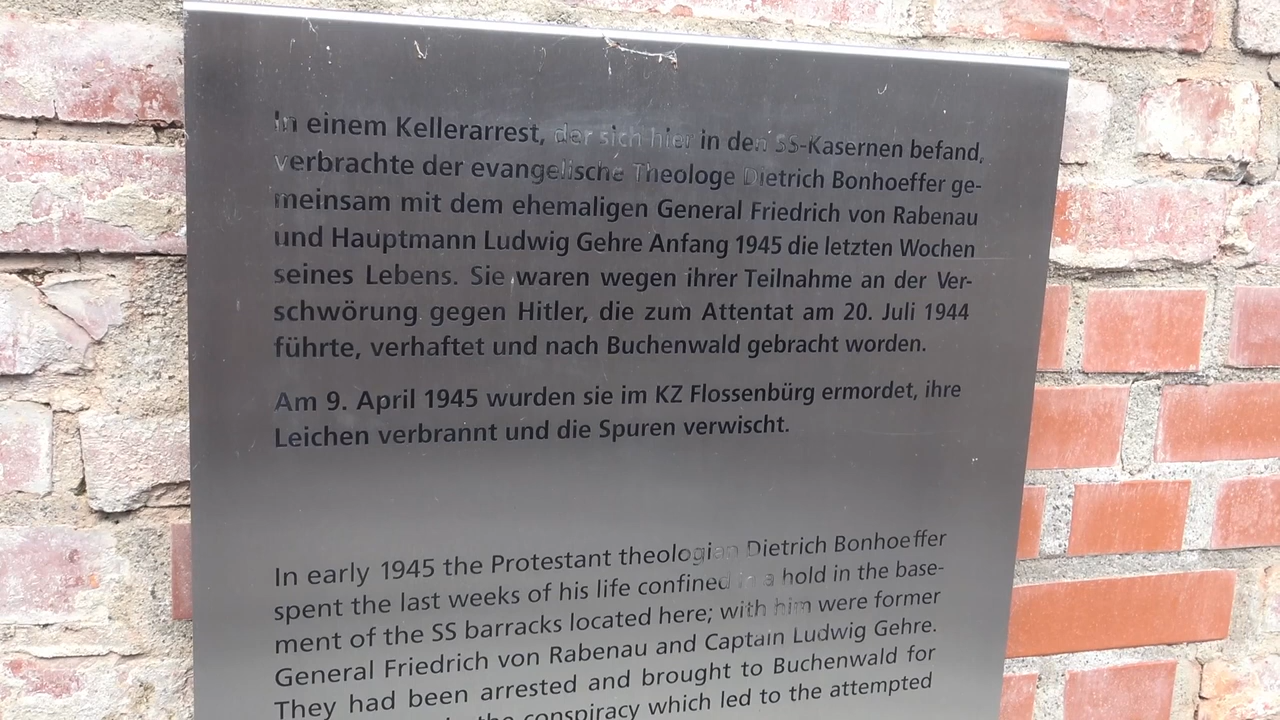 In einem Kellerarrest, der sich hier in den SS-Kasernen befand,
verbrachte der evangelische Theologe Dietrich Bonhoeffer ge-
meinsam mit dem ehemaligen General Friedrich von Rabenau
und Hauptmann Ludwig Gehre Anfang 1945 die letzten Wochen
seines Lebens. Sie waren wegen ihrer Teilnahme an der Ver-
schwörung gegen Hitler, die zum Attentat am 20. Juli 1944
führte, verhaftet und nach Buchenwald gebracht worden.
Am 9. April 1945 wurden sie im KZ Flossenbürg ermordet, ihre
Leichen verbrannt und die Spuren verwischt.
In early 1945 the Protestant theologian Dietrich Bonhoeffer
spent the last weeks of his life confined in a hold in the base-
ment of the SS barracks located here; with him were former
General Friedrich von Rabenau and Captain Ludwig Gehre.
They had been arrested and brought to Buchenwald for
the conspiracy which led to the attempted